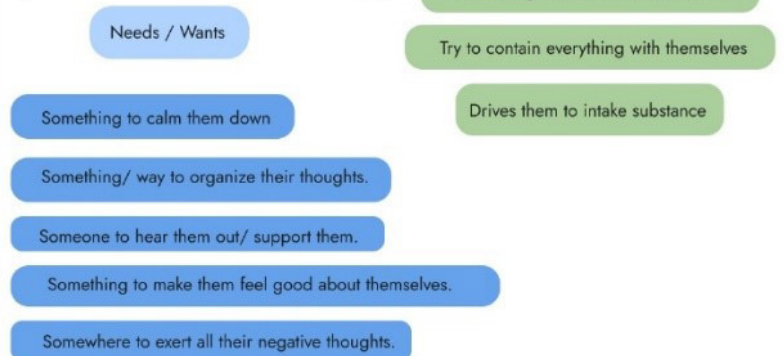 Needs / Wants
Something to calm them down
Something/ way to organize their thoughts.
Someone to hear them out/ support them.
Something to make them feel good about themselves.
Somewhere to exert all their negative thoughts.
Try to contain everything with themselves
Drives them to intake substance